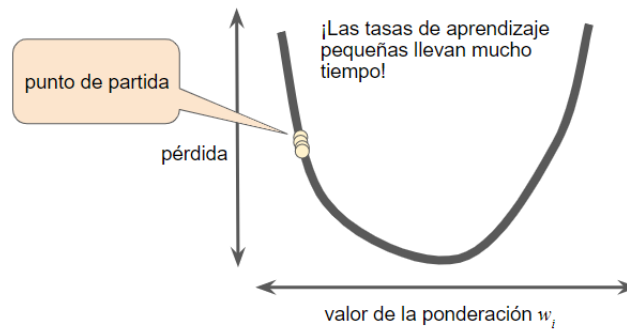 ¡Las tasas de aprendizaje
pequeñas llevan mucho
tiempo!
punto de partida
pérdida
valor de la ponderación wᵢ